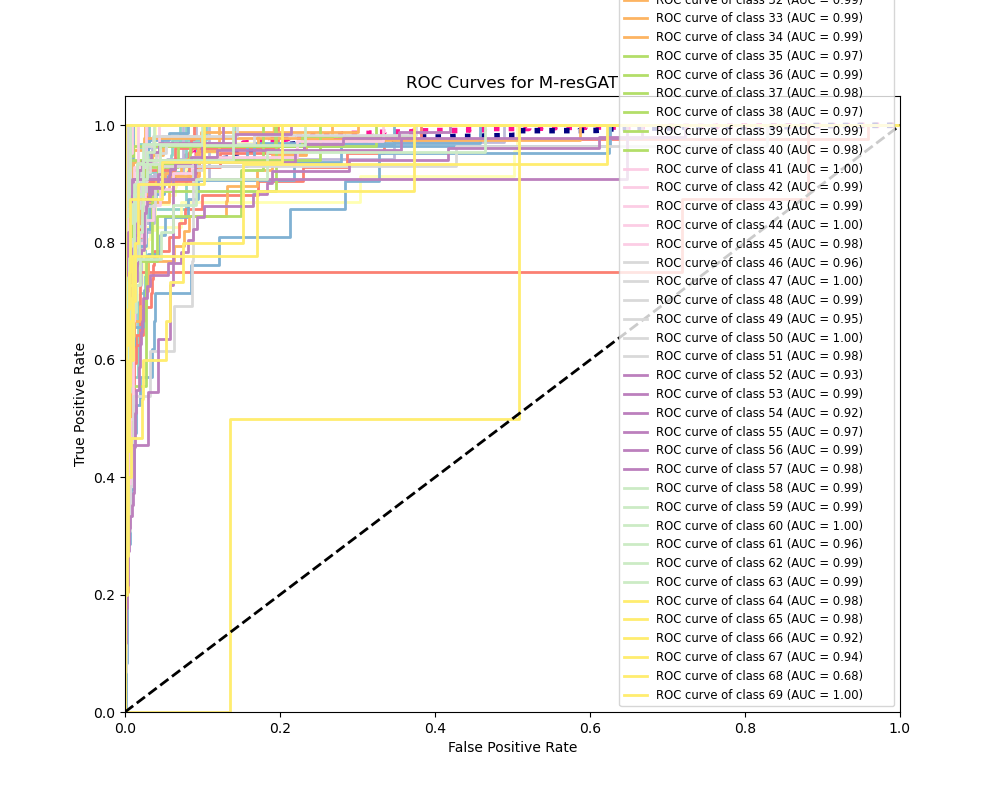 ROC curve of class 32 (AUC = 0.99)
ROC curve of class 33 (AUC = 0.99)
ROC curve of class 34 (AUC = 0.99)
ROC curve of class 35 (AUC = 0.97)
ROC curve of class 36 (AUC = 0.99)
ROC curve of class 37 (AUC = 0.98)
ROC curve of class 38 (AUC = 0.97)
ROC curve of class 39 (AUC = 0.99)
ROC curve of class 40 (AUC = 0.98)
ROC curve of class 41 (AUC = 1.00)
ROC curve of class 42 (AUC = 0.99)
ROC curve of class 43 (AUC = 0.99)
ROC curve of class 44 (AUC = 1.00)
ROC curve of class 45 (AUC = 0.98)
ROC curve of class 46 (AUC = 0.96)
ROC curve of class 47 (AUC = 1.00)
ROC curve of class 48 (AUC = 0.99)
ROC curve of class 49 (AUC = 0.95)
ROC curve of class 50 (AUC = 1.00)
ROC curve of class 51 (AUC = 0.98)
ROC curve of class 52 (AUC = 0.93)
ROC curve of class 53 (AUC = 0.99)
ROC curve of class 54 (AUC = 0.92)
ROC curve of class 55 (AUC = 0.97)
ROC curve of class 56 (AUC = 0.99)
ROC curve of class 57 (AUC = 0.98)
ROC curve of class 58 (AUC = 0.99)
ROC curve of class 59 (AUC = 0.99)
ROC curve of class 60 (AUC = 1.00)
ROC curve of class 61 (AUC = 0.96)
ROC curve of class 62 (AUC = 0.99)
ROC curve of class 63 (AUC = 0.99)
ROC curve of class 64 (AUC = 0.98)
ROC curve of class 65 (AUC = 0.98)
ROC curve of class 66 (AUC = 0.92)
ROC curve of class 67 (AUC = 0.94)
ROC curve of class 68 (AUC = 0.68)
ROC curve of class 69 (AUC = 1.00)
ROC Curves for M-resGAT
1.0
0.8
0.6
0.4
0.2
0.0
True Positive Rate
0.0 0.2 0.4 0.6 0.8 1.0
False Positive Rate